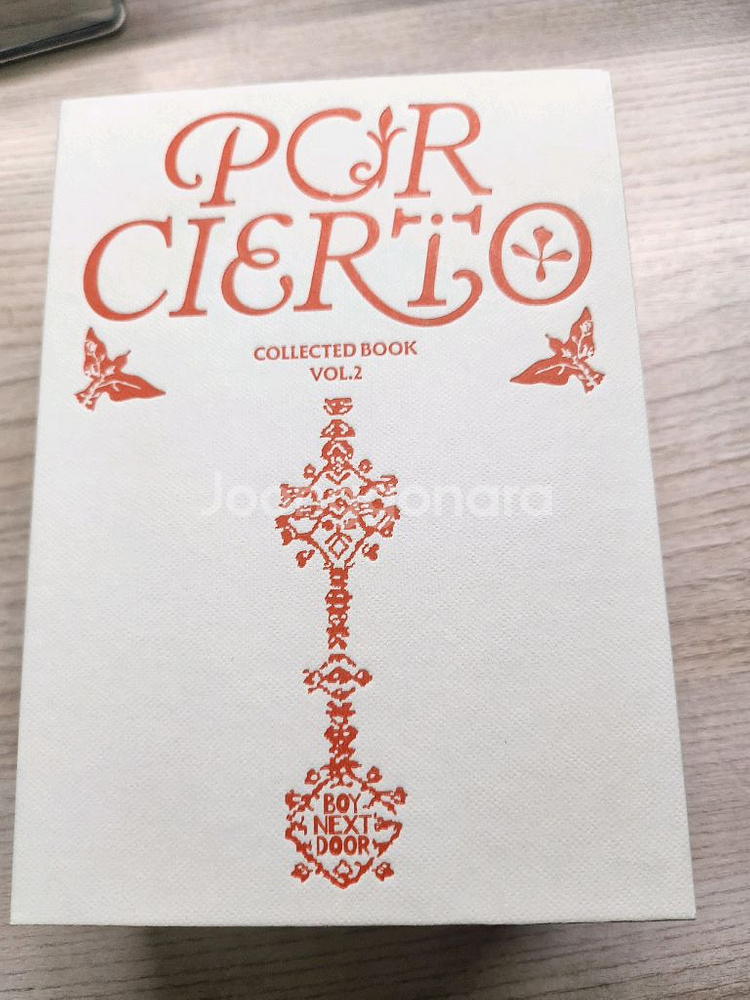 POR
CIERTO
COLLECTED BOOK
VOL.2
BOY
NEXT
DOOR